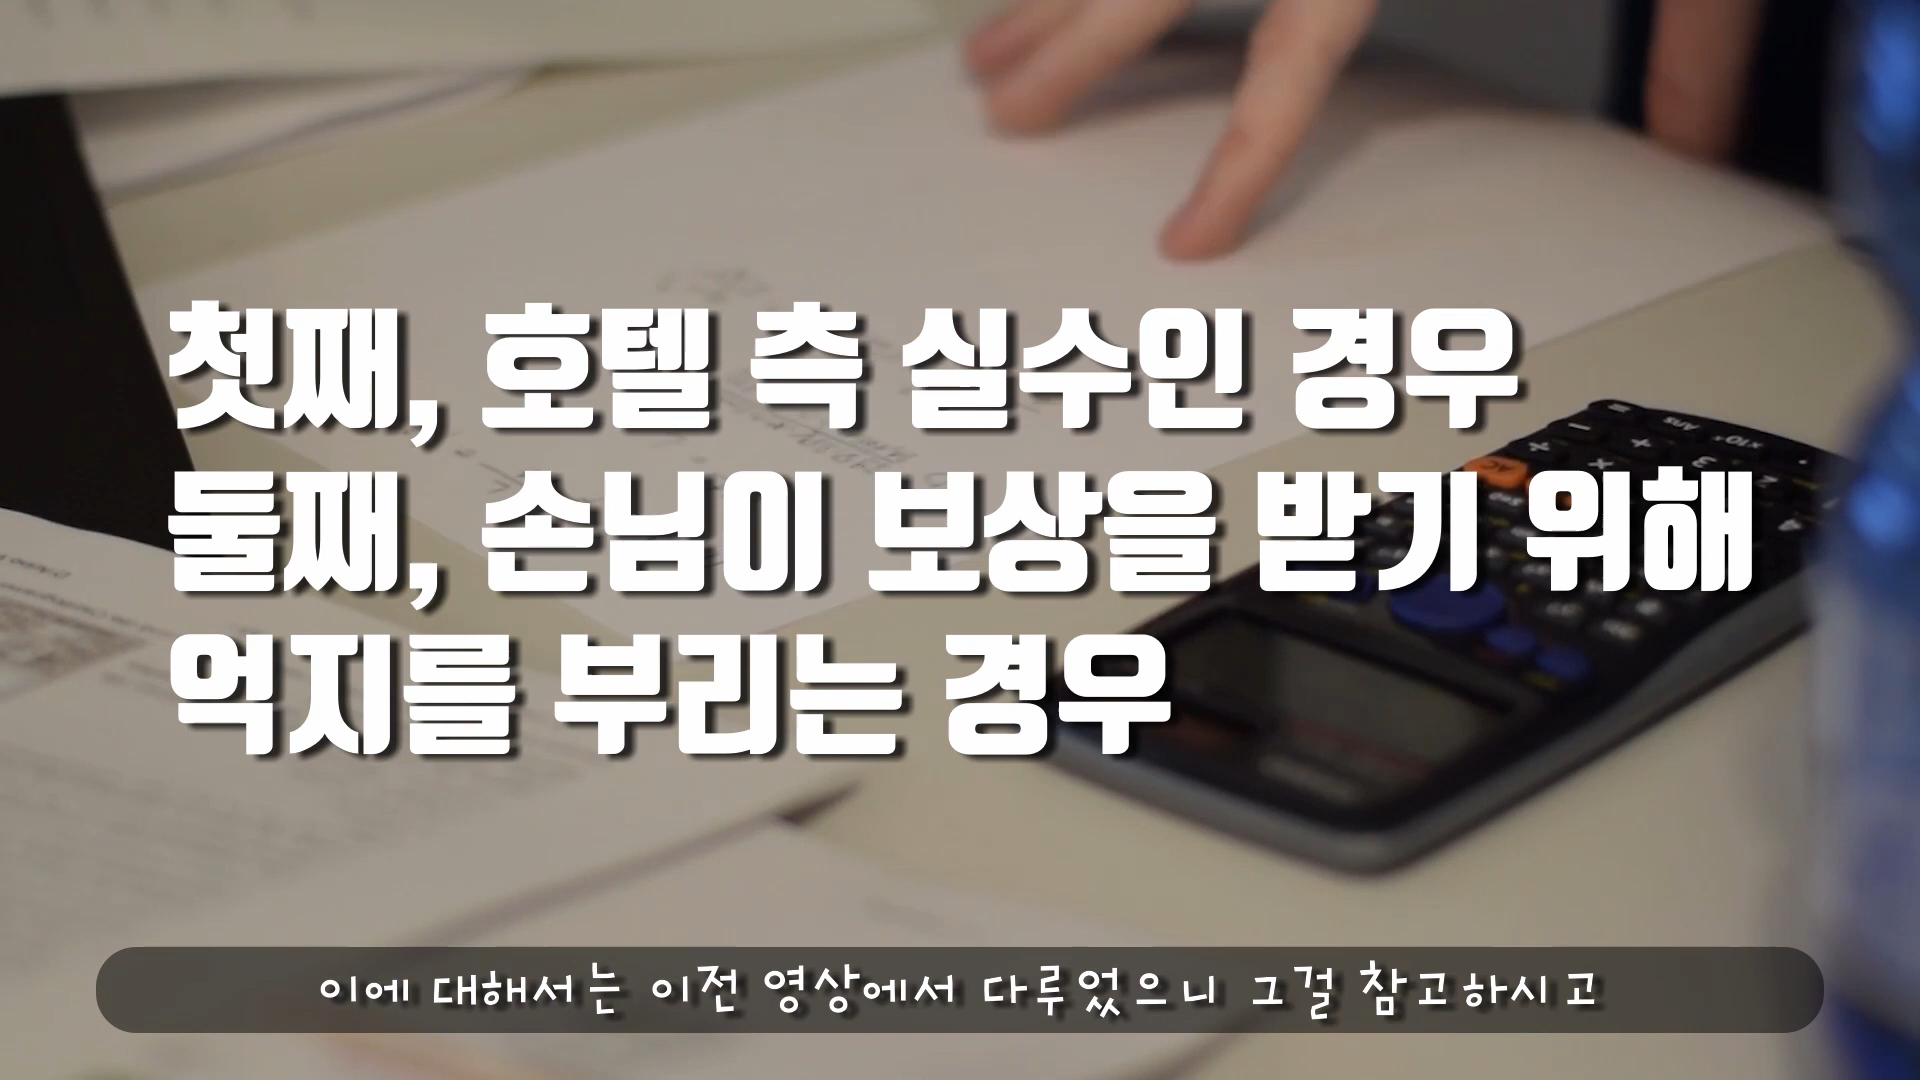 첫째, 호텔 측 실수인 경우
둘째, 손님이 보상을 받기 위해
억지를 부리는 경우
이에 대해서는 이전 영상에서 다루었으니 그걸 참고하시고